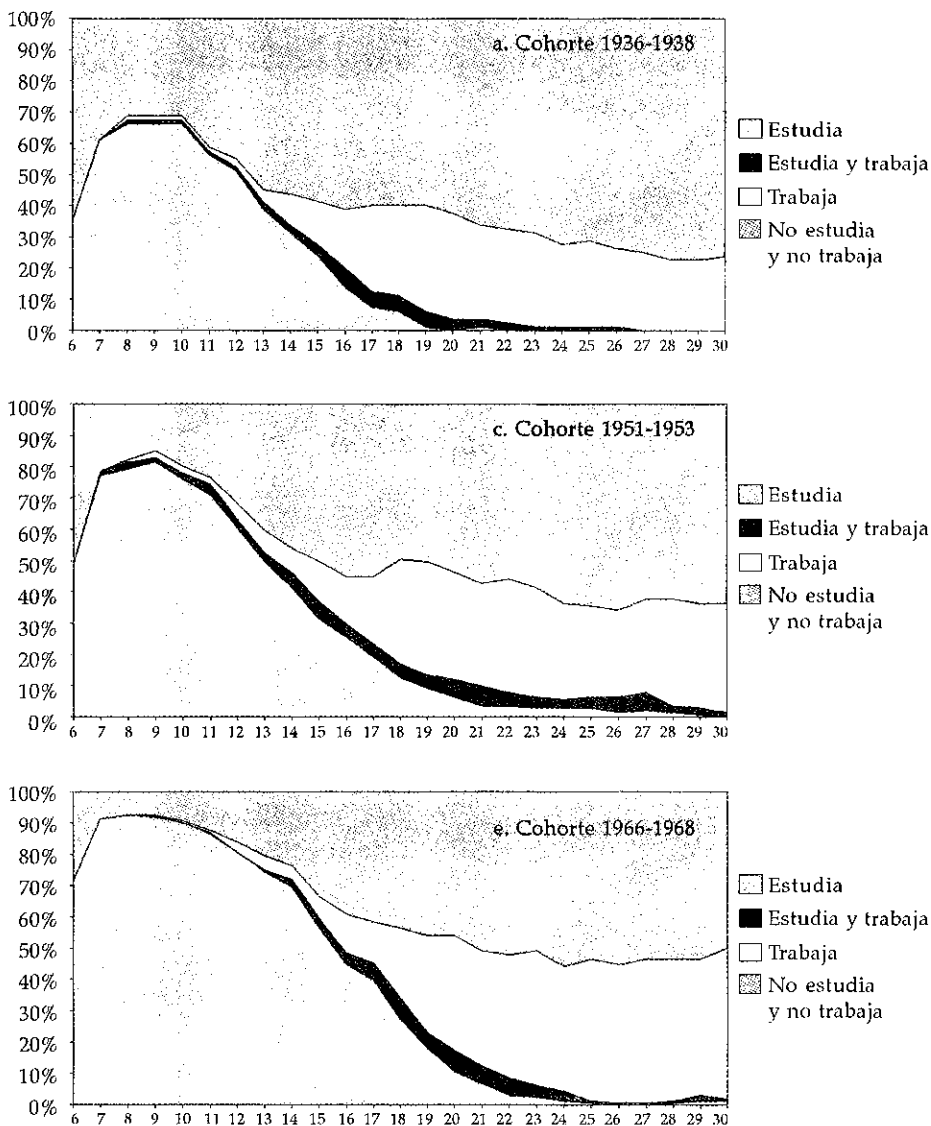 100%
90%
80%
70%
60%
50%
40%
30%
20%
10%
0%
6 7 8 9 10 11 12 13 14 15 16 17 18 19 20 21 22 23 24 25 26 27 28 29 30
a. Cohorte 1936-1938
Estudia
Estudia y trabaja
Trabaja
No estudia
y no trabaja
100%
90%
80%
70%
60%
50%
40%
30%
20%
10%
0%
6 7 8 9 10 11 12 13 14 15 16 17 18 19 20 21 22 23 24 25 26 27 28 29 30
c. Cohorte 1951-1953
Estudia
Estudia y trabaja
Trabaja
No estudia
y no trabaja
100%
90%
80%
70%
60%
50%
40%
30%
20%
10%
0%
6 7 8 9 10 11 12 13 14 15 16 17 18 19 20 21 22 23 24 25 26 27 28 29 30
e. Cohorte 1966-1968
Estudia
Estudia y trabaja
Trabaja
No estudia
y no trabaja